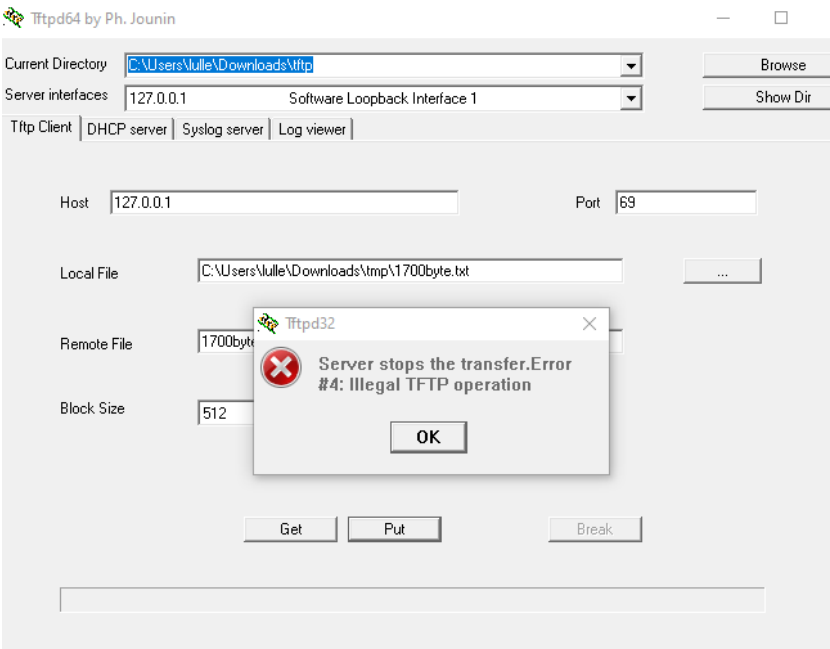 Tftpd64 by Ph. Jounin
Current Directory C:\Users\lulle\Downloads\tftp Browse
Server interfaces 127.0.0.1 Software Loopback Interface 1 Show Dir
Tftp Client DHCP server Syslog server Log viewer
Host 127.0.0.1 Port 69
Local File C:\Users\lulle\Downloads\tmp\1700byte.txt ...
Remote File 1700byte
Tftpd32
Server stops the transfer.Error
#4: Illegal TFTP operation
OK
Block Size 512
Get Put Break